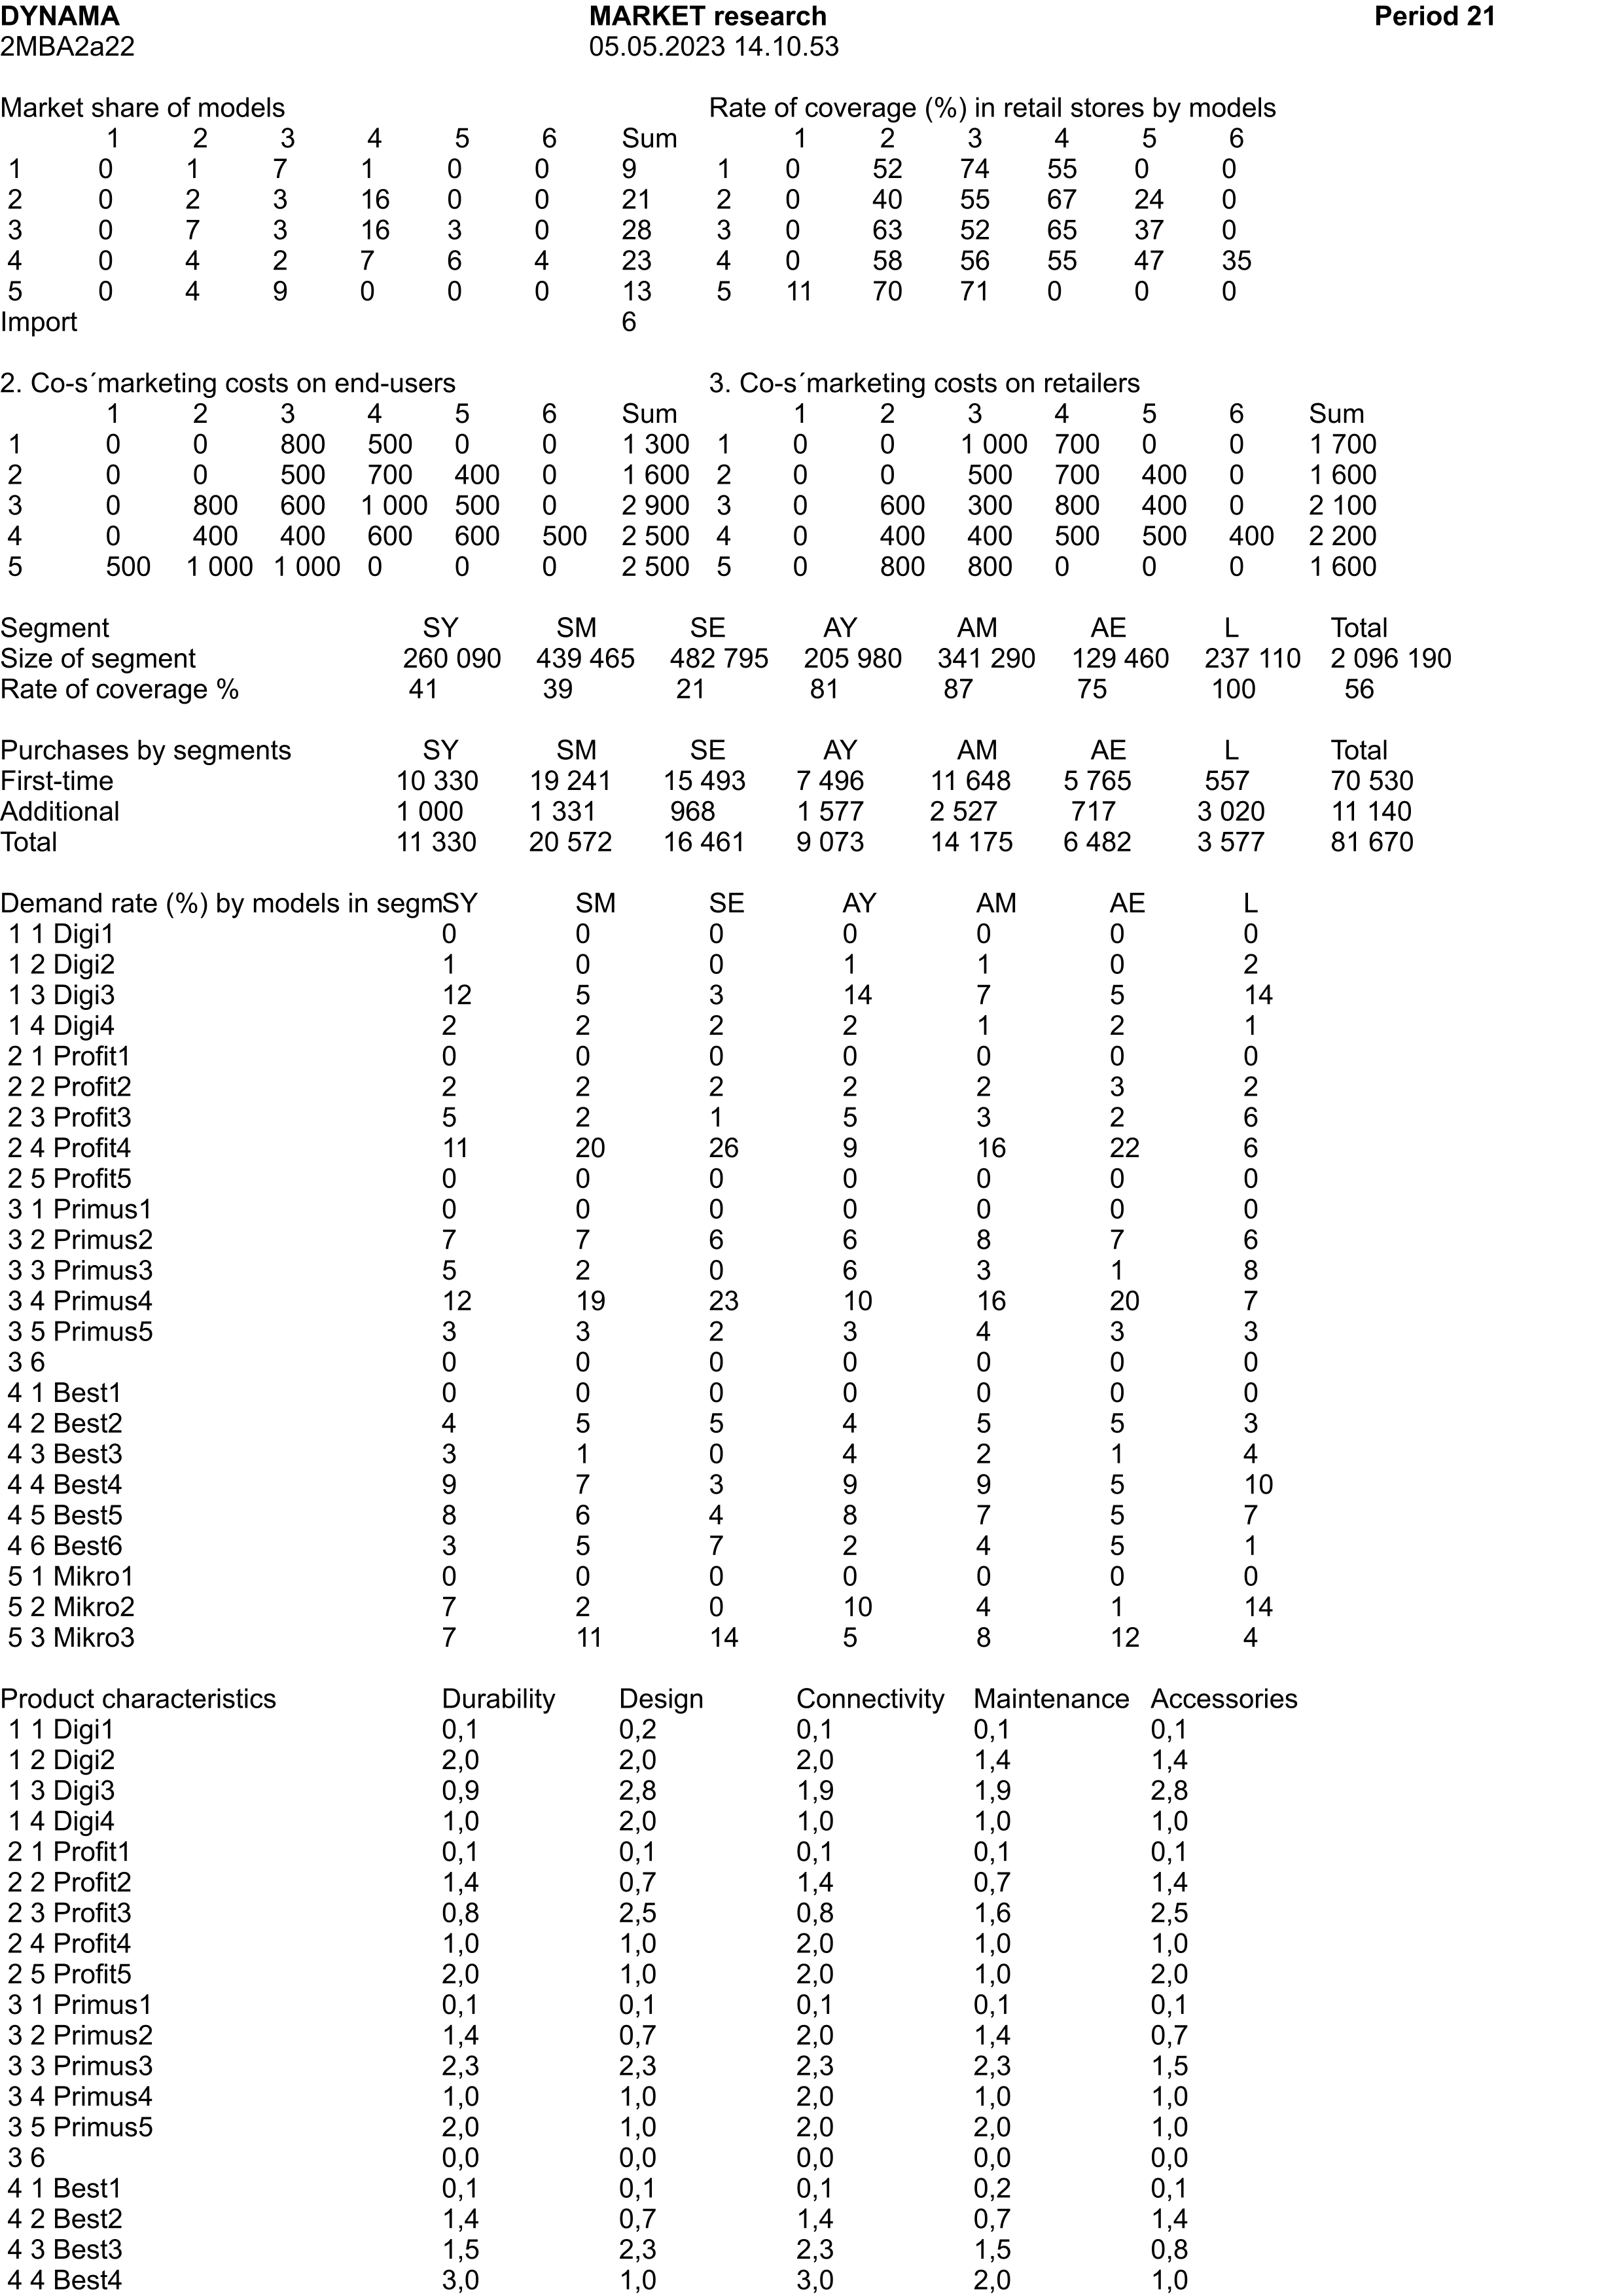 DYNAMA MARKET research Period 21
2MBA2a22 05.05.2023 14.10.53
Market share of models Rate of coverage (%) in retail stores by models
1 2 3 4 5 6 Sum 1 2 3 4 5 6
1 0 1 7 1 0 0 9 1 0 52 74 55 0 0
2 0 2 3 16 0 0 21 2 0 40 55 67 24 0
3 0 7 3 16 3 0 28 3 0 63 52 65 37 0
4 0 4 2 7 6 4 23 4 0 58 56 55 47 35
5 0 4 9 0 0 0 13 5 11 70 71 0 0 0
Import 6
2. Co-s´marketing costs on end-users 3. Co-s´marketing costs on retailers
1 2 3 4 5 6 Sum 1 2 3 4 5 6 Sum
1 0 0 800 500 0 0 1 300 1 0 0 1 000 700 0 0 1 700
2 0 0 500 700 400 0 1 600 2 0 0 500 700 400 0 1 600
3 0 800 600 1 000 500 0 2 900 3 0 600 300 800 400 0 2 100
4 0 400 400 600 600 500 2 500 4 0 400 400 500 500 400 2 200
5 500 1 000 1 000 0 0 0 2 500 5 0 800 800 0 0 0 1 600
Segment SY SM SE AY AM AE L Total
Size of segment 260 090 439 465 482 795 205 980 341 290 129 460 237 110 2 096 190
Rate of coverage % 41 39 21 81 87 75 100 56
Purchases by segments SY SM SE AY AM AE L Total
First-time 10 330 19 241 15 493 7 496 11 648 5 765 557 70 530
Additional 1 000 1 331 968 1 577 2 527 717 3 020 11 140
Total 11 330 20 572 16 461 9 073 14 175 6 482 3 577 81 670
Demand rate (%) by models in segmSY SM SE AY AM AE L
1 1 Digi1 0 0 0 0 0 0 0
1 2 Digi2 1 0 0 1 1 0 2
1 3 Digi3 12 5 3 14 7 5 14
1 4 Digi4 2 2 2 2 1 2 1
2 1 Profit1 0 0 0 0 0 0 0
2 2 Profit2 2 2 2 2 2 3 2
2 3 Profit3 5 2 1 5 3 2 6
2 4 Profit4 11 20 26 9 16 22 6
2 5 Profit5 0 0 0 0 0 0 0
3 1 Primus1 0 0 0 0 0 0 0
3 2 Primus2 7 7 6 6 8 7 6
3 3 Primus3 5 2 0 6 3 1 8
3 4 Primus4 12 19 23 10 16 20 7
3 5 Primus5 3 3 2 3 4 3 3
3 6 0 0 0 0 0 0 0
4 1 Best1 0 0 0 0 0 0 0
4 2 Best2 4 5 5 4 5 5 3
4 3 Best3 3 1 0 4 2 1 4
4 4 Best4 9 7 3 9 9 5 10
4 5 Best5 8 6 4 8 7 5 7
4 6 Best6 3 5 7 2 4 5 1
5 1 Mikro1 0 0 0 0 0 0 0
5 2 Mikro2 7 2 0 10 4 1 14
5 3 Mikro3 7 11 14 5 8 12 4
Product characteristics Durability Design Connectivity Maintenance Accessories
1 1 Digi1 0,1 0,2 0,1 0,1 0,1
1 2 Digi2 2,0 2,0 2,0 1,4 1,4
1 3 Digi3 0,9 2,8 1,9 1,9 2,8
1 4 Digi4 1,0 2,0 1,0 1,0 1,0
2 1 Profit1 0,1 0,1 0,1 0,1 0,1
2 2 Profit2 1,4 0,7 1,4 0,7 1,4
2 3 Profit3 0,8 2,5 0,8 1,6 2,5
2 4 Profit4 1,0 1,0 2,0 1,0 1,0
2 5 Profit5 2,0 1,0 2,0 1,0 2,0
3 1 Primus1 0,1 0,1 0,1 0,1 0,1
3 2 Primus2 1,4 0,7 2,0 1,4 0,7
3 3 Primus3 2,3 2,3 2,3 2,3 1,5
3 4 Primus4 1,0 1,0 2,0 1,0 1,0
3 5 Primus5 2,0 1,0 2,0 2,0 1,0
3 6 0,0 0,0 0,0 0,0 0,0
4 1 Best1 0,1 0,1 0,1 0,2 0,1
4 2 Best2 1,4 0,7 1,4 0,7 1,4
4 3 Best3 1,5 2,3 2,3 1,5 0,8
4 4 Best4 3,0 1,0 3,0 2,0 1,0